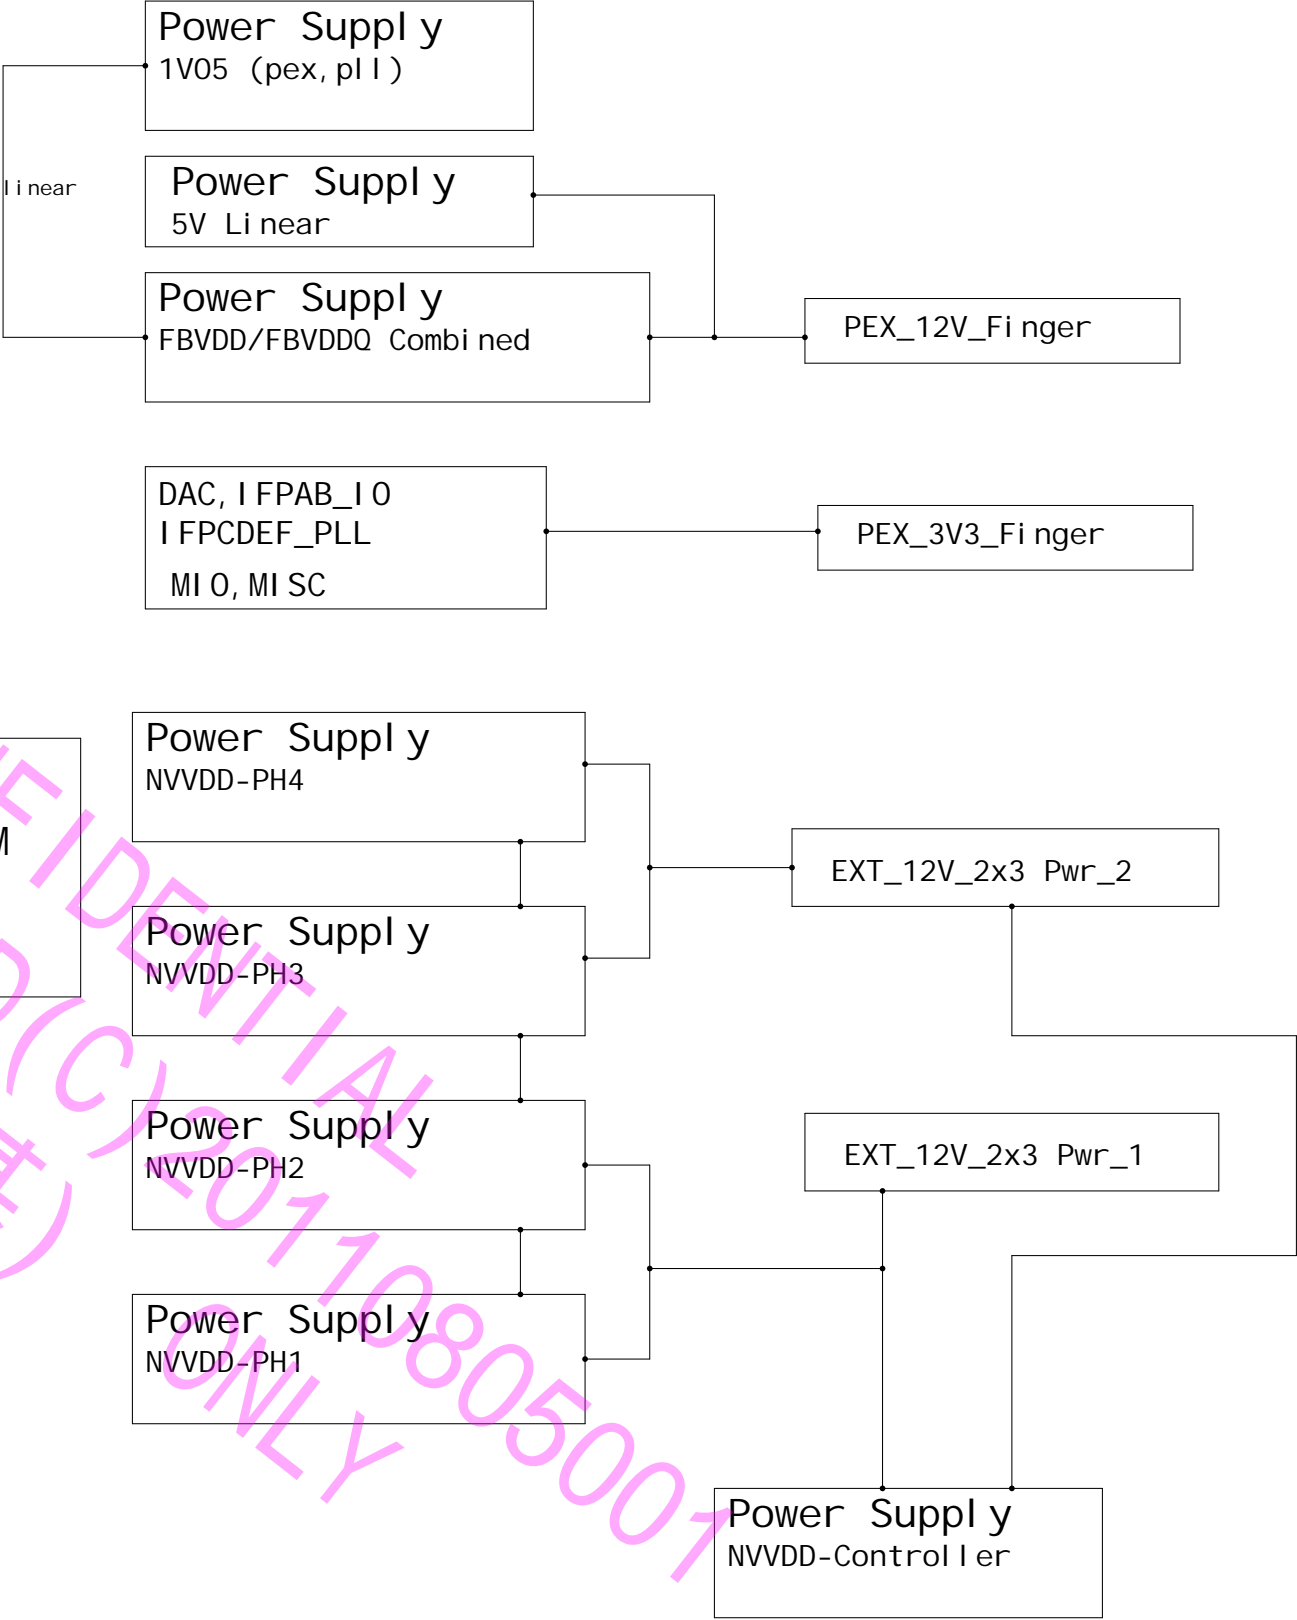 Power Supply
1V05 (pex,pll)
linear
Power Supply
5V Linear
Power Supply
FBVDD/FBVDDQ Combined
PEX_12V_Finger
DAC,IFPAB_IO
IFPCDEF_PLL
MIO,MISC
PEX_3V3_Finger
Power Supply
NVVDD-PH4
M
EXT_12V_2x3 Pwr_2
Power Supply
NVVDD-PH3
Power Supply
NVVDD-PH2
EXT_12V_2x3 Pwr_1
Power Supply
NVVDD-PH1
Power Supply
NVVDD-Controller
FIDENTIAL
D(C)20110805001
)
ONLY